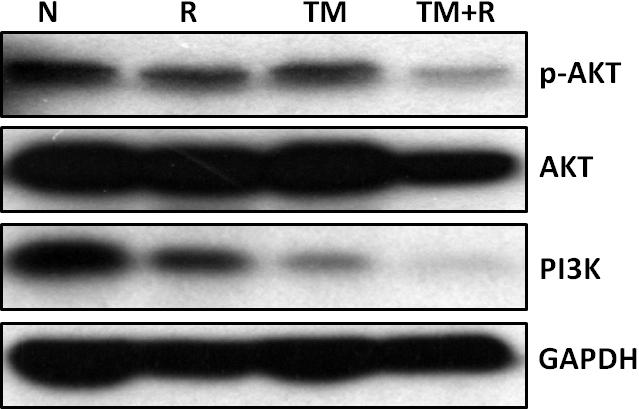 N R TM TM+R
p-AKT
AKT
PI3K
GAPDH